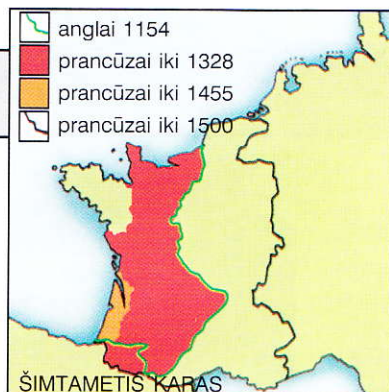 anglai 1154
prancūzai iki 1328
prancūzai iki 1455
prancūzai iki 1500
ŠIMTAMETIS KARAS